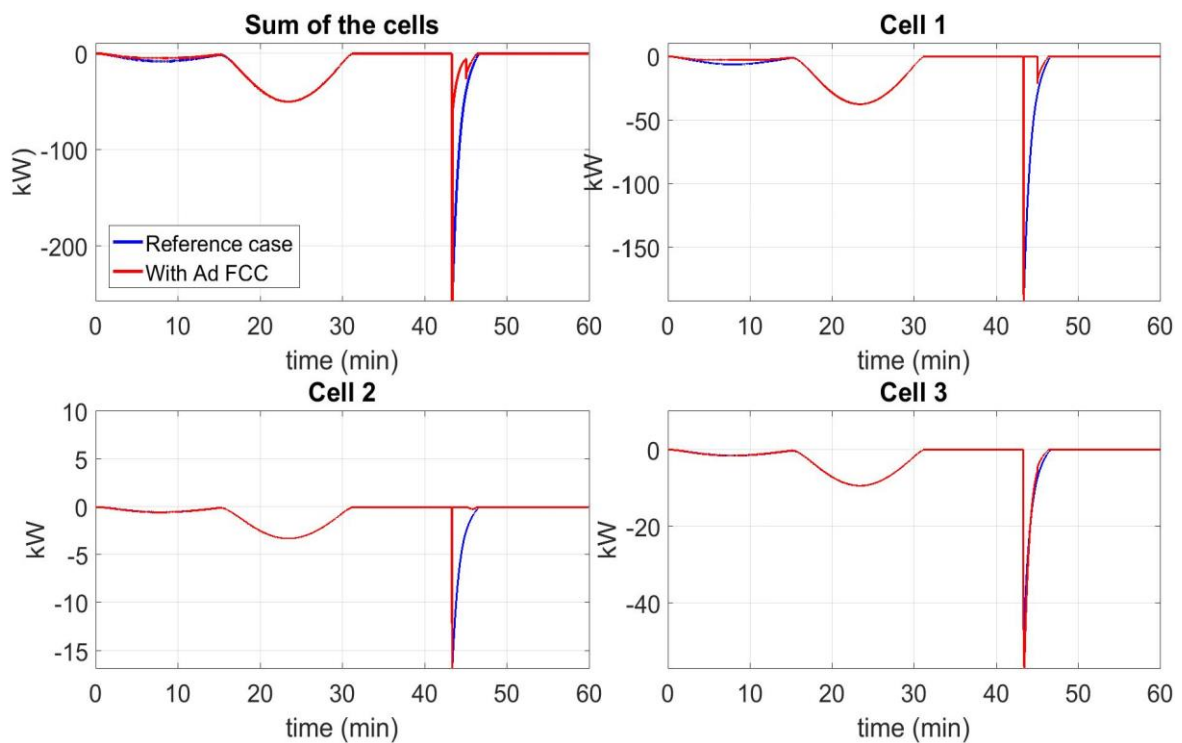 Sum of the cells
0
-100
-200
kW)
Reference case
With Ad FCC
0 10 20 30 40 50 60
time (min)
Cell 1
0
-50
-100
-150
kW
0 10 20 30 40 50 60
time (min)
Cell 2
10
5
0
-5
-10
-15
kW
0 10 20 30 40 50 60
time (min)
Cell 3
0
-20
-40
kW
0 10 20 30 40 50 60
time (min)